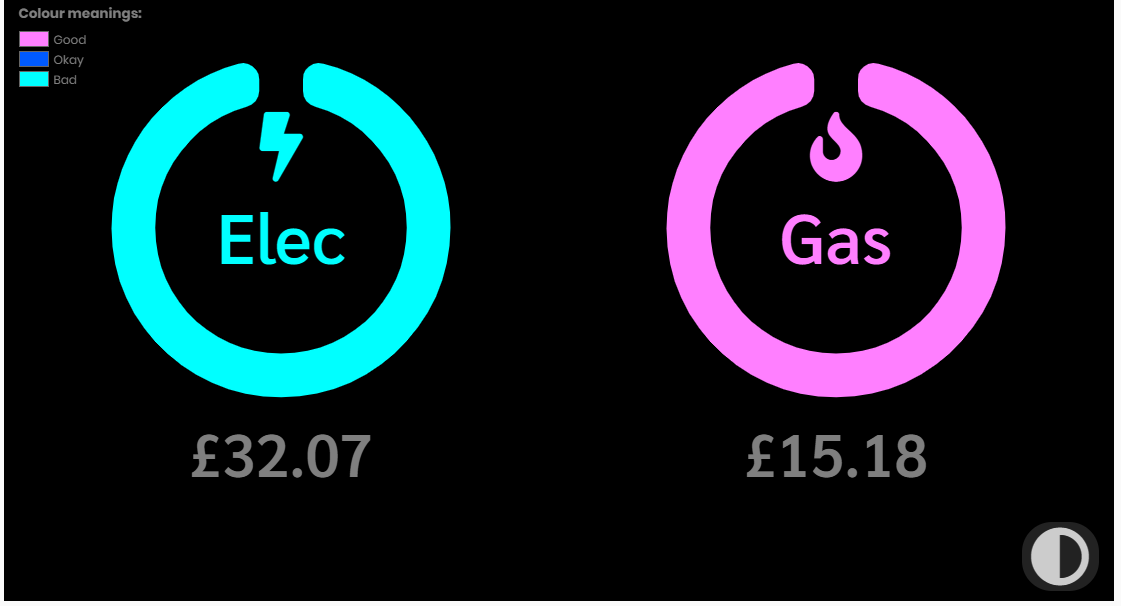 Colour meanings:
Good
Okay
Bad
Elec
Gas
£32.07
£15.18